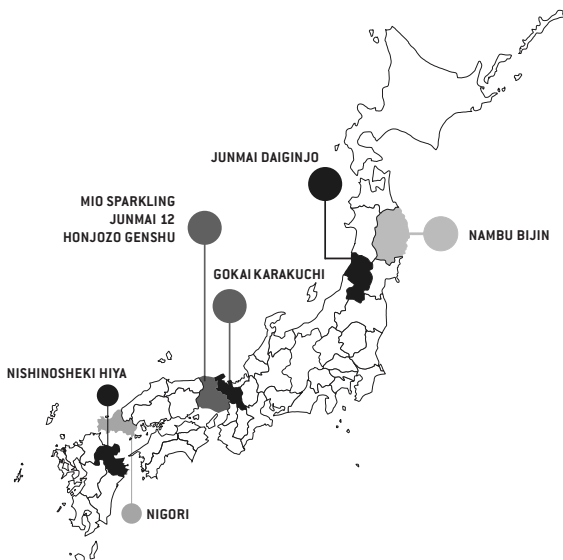 JUNMAI DAIGINJO
MIO SPARKLING
JUNMAI 12
HONJOZO GENSHU
NAMBU BIJIN
GOKAI KARAKUCHI
NISHINOSHEKI HIYA
NIGORI